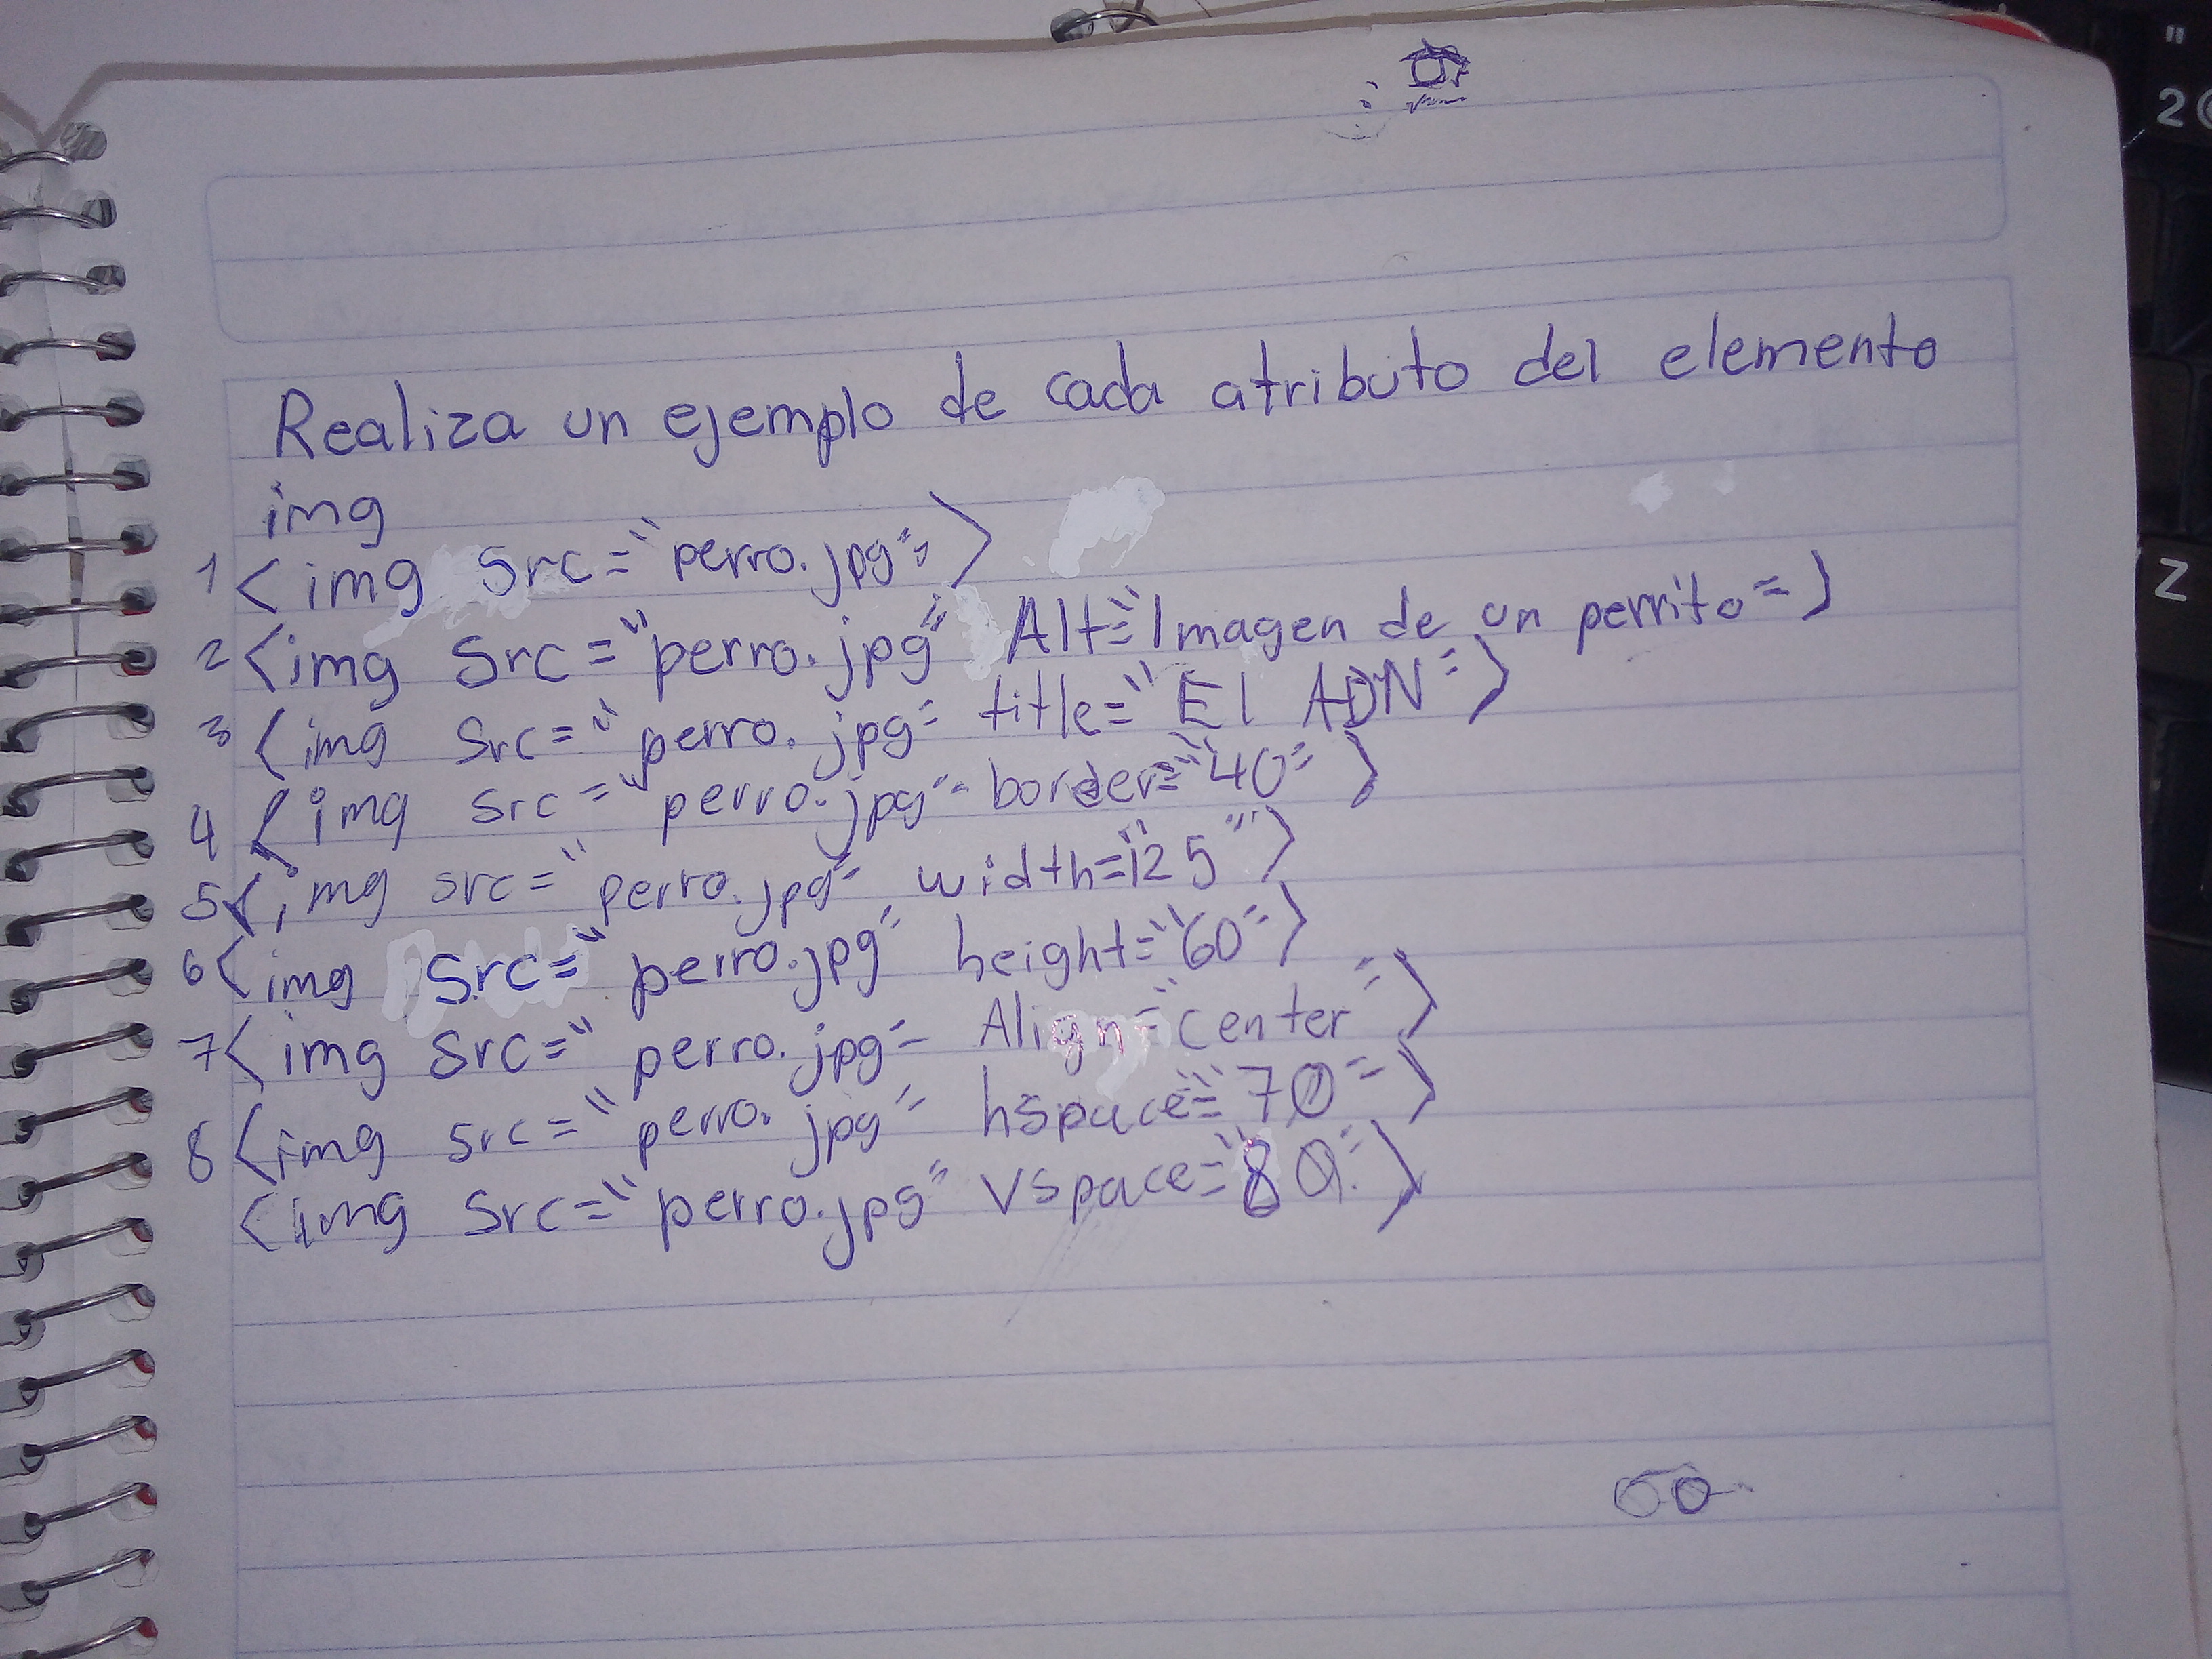 Realiza un ejemplo de cada atributo del elemento
img
1 <img src="perro.jpg">
2 <img src="perro.jpg" Alt="Imagen de un perrito">
3 <img src="perro.jpg" title="El ADN">
4 <img src="perro.jpg" border="40">
5 <img src="perro.jpg" width="125">
6 <img src="perro.jpg" height="60">
7 <img src="perro.jpg" Align="center">
8 <img src="perro.jpg" hspace="70">
<img src="perro.jpg" vspace="80">
2
Z